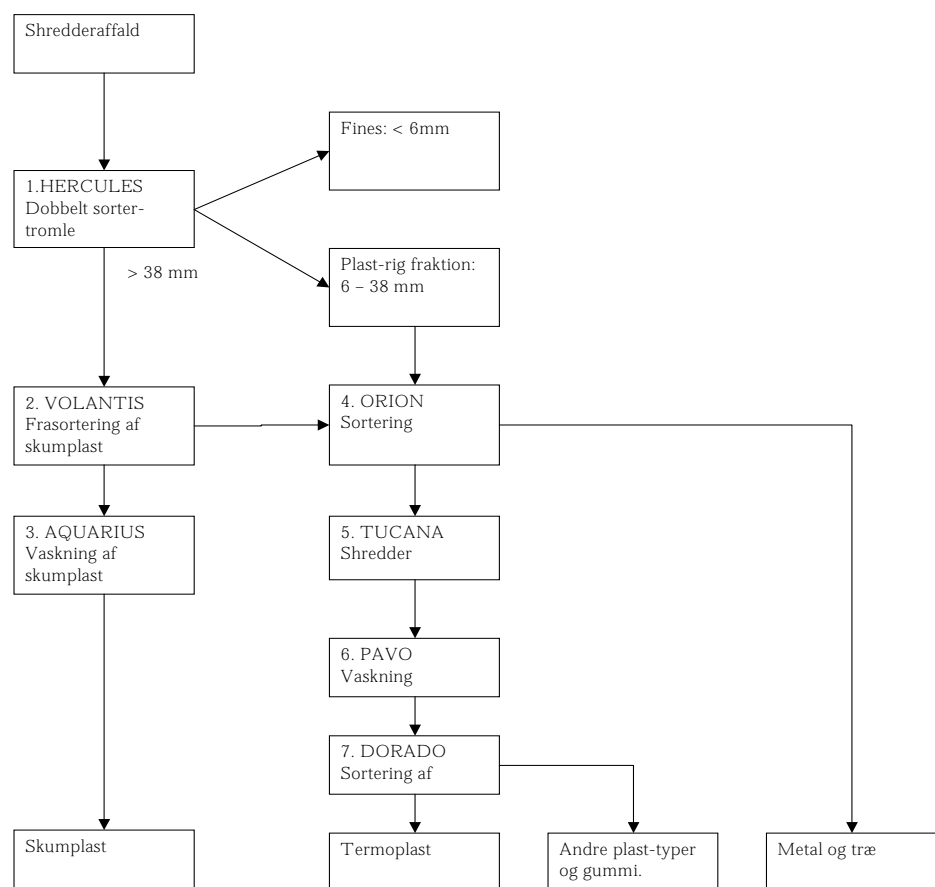 Shredderaffald
Fines: < 6mm
1.HERCULES
Dobbelt sorter-
tromle
> 38 mm
Plast-rig fraktion:
6 – 38 mm
2. VOLANTIS
Frasortering af
skumplast
4. ORION
Sortering
3. AQUARIUS
Vaskning af
skumplast
5. TUCANA
Shredder
6. PAVO
Vaskning
7. DORADO
Sortering af
Skumplast
Termoplast
Andre plast-typer
og gummi.
Metal og træ